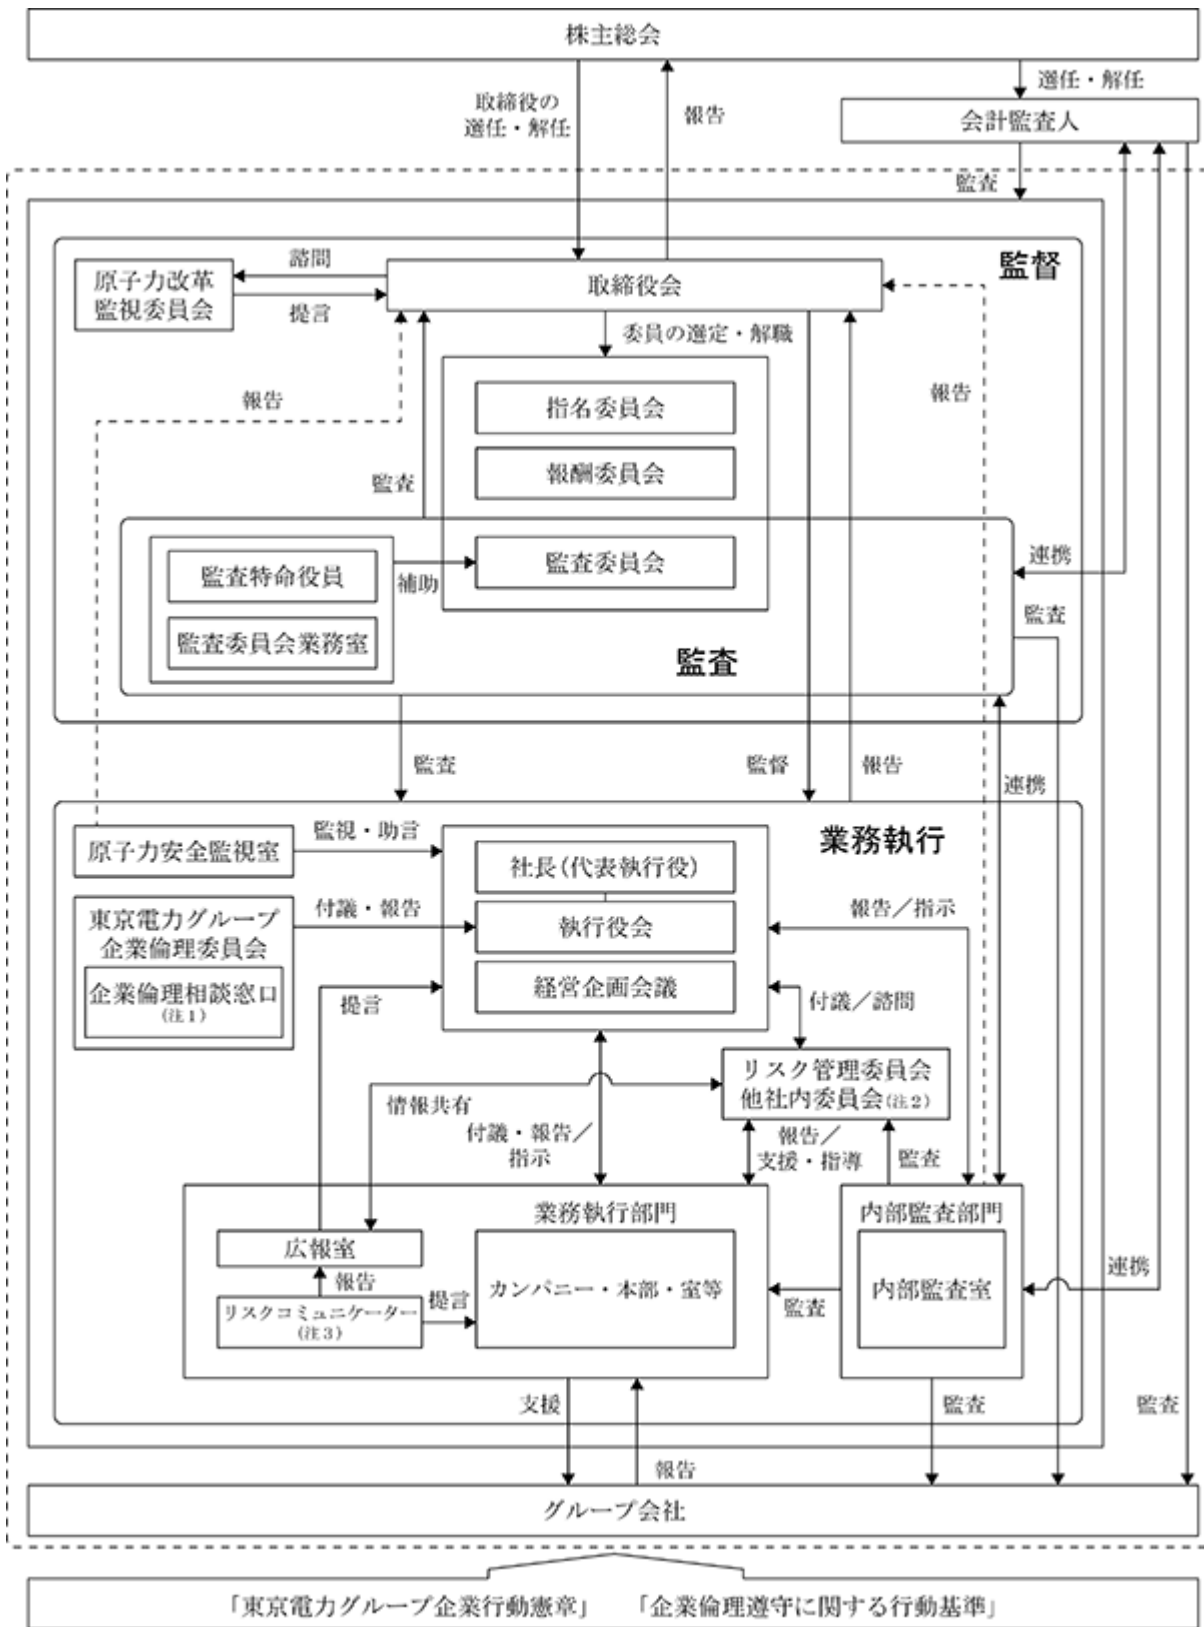 株主総会
選任・解任
取締役の
選任・解任
報告
会計監査人
監査
監督
諮問
原子力改革
監視委員会
取締役会
提言
委員の選定・解職
報告
指名委員会
報告
報酬委員会
監査
連携
監査特命役員
補助
監査委員会
監査
監査委員会業務室
監査
監査
監督
報告
連携
業務執行
監視・助言
原子力安全監視室
社長(代表執行役)
付議・報告
東京電力グループ
企業倫理委員会
執行役会
報告/指示
企業倫理相談窓口
(注1)
経営企画会議
提言
付議/諮問
リスク管理委員会
他社内委員会(注2)
情報共有
付議・報告/
指示
報告/
支援・指導
監査
業務執行部門
内部監査部門
広報室
連携
報告
カンパニー・本部・室等
内部監査室
提言
監査
リスクコミュニケーター
(注3)
支援
監査
監査
報告
グループ会社
「東京電力グループ企業行動憲章」 「企業倫理遵守に関する行動基準」